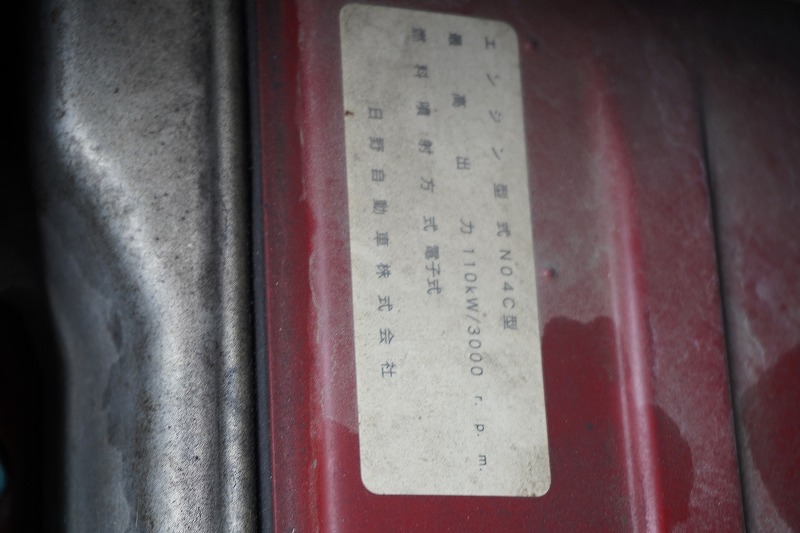 エンジン型式 N04C型
最高出力 110kW/3000 r.p.m.
燃料噴射方式 電子式
日野自動車株式会社